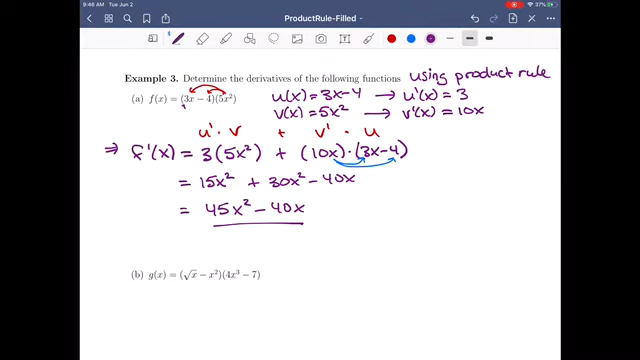 9:46 AM Tue Jun 2
ProductRule-Filled
Example 3. Determine the derivatives of the following functions using product rule
(a) f(x) = (3x − 4)(5x²)
u(x) = 3x − 4 → u'(x) = 3
v(x) = 5x² → v'(x) = 10x
u' · v + v' · u
⇒ f'(x) = 3(5x²) + (10x) · (3x − 4)
= 15x² + 30x² − 40x
= 45x² − 40x
(b) g(x) = (√x − x²)(4x³ − 7)